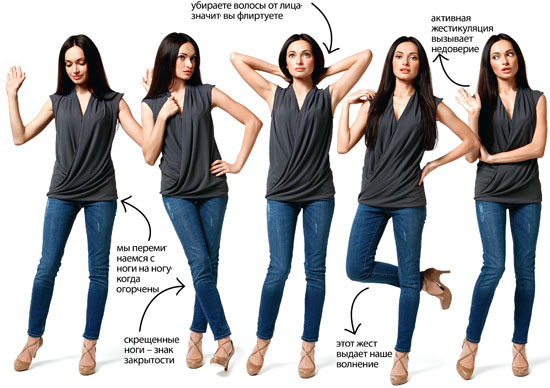 убираете волосы от лица-
значит вы флиртуете
активная
жестикуляция
вызывает
недоверие
мы переми-
наемся с
ноги на ногу-
когда
огорчены
скрещенные
ноги – знак
закрытости
этот жест
выдает наше
волнение